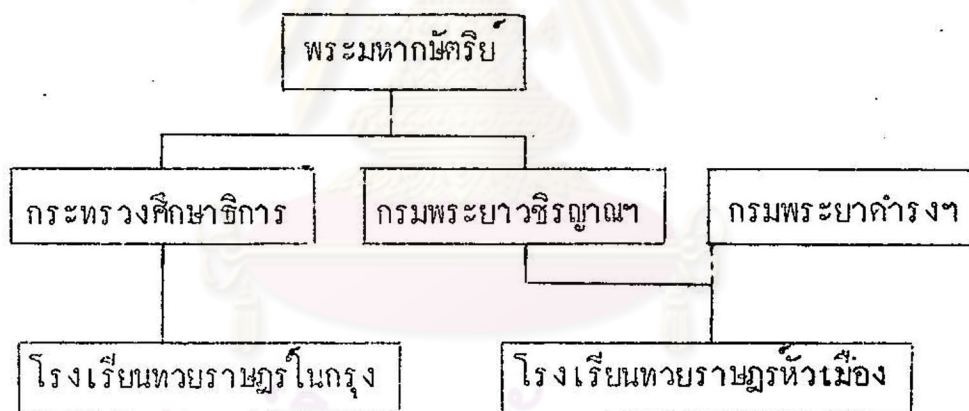 พระมหากษัตริย์
กระทรวงศึกษาธิการ กรมพระยาวชิรญาณฯ กรมพระยาดำรงฯ
โรงเรียนทวยราษฎร์ในกรุง โรงเรียนทวยราษฎร์หัวเมือง